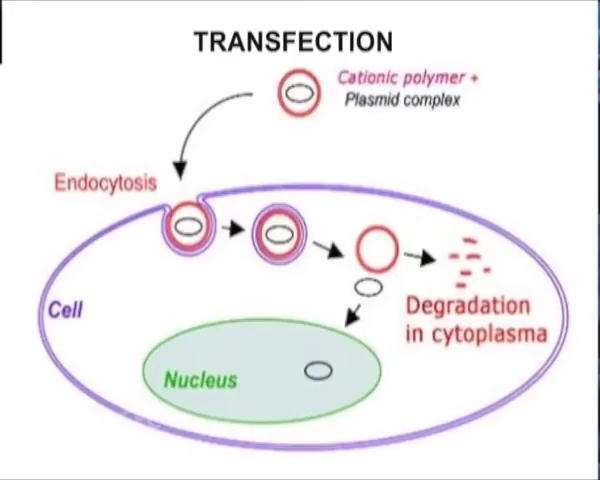 TRANSFECTION
Cationic polymer +
Plasmid complex
Endocytosis
Cell
Degradation
in cytoplasma
Nucleus